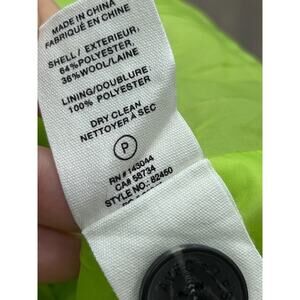 MADE IN CHINA
FABRIQUÉ EN CHINE
SHELL / EXTERIEUR:
64% POLYESTER,
36% WOOL/LAINE
LINING/DOUBLURE:
100% POLYESTER
DRY CLEAN
NETTOYER À SEC
P
RN# 143044
CA# 58734
STYLE NO.: 82450